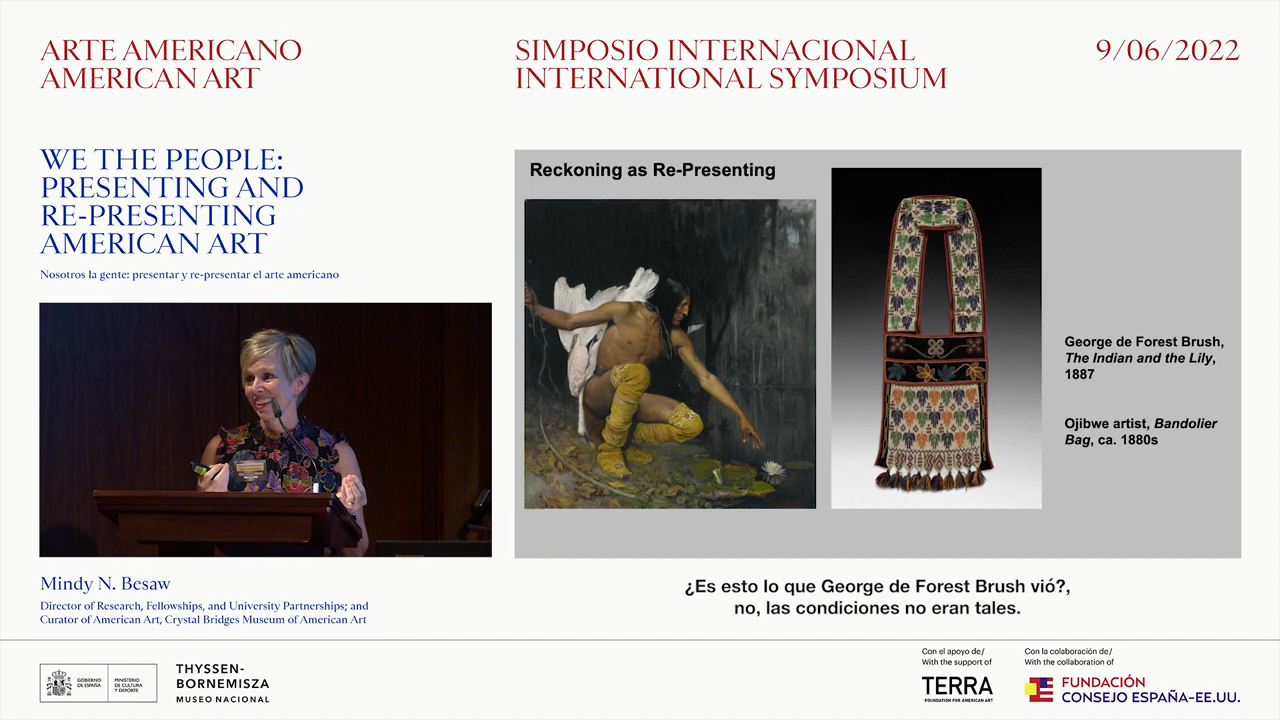 ARTE AMERICANO
AMERICAN ART
SIMPOSIO INTERNACIONAL
INTERNATIONAL SYMPOSIUM
9/06/2022
WE THE PEOPLE:
PRESENTING AND
RE-PRESENTING
AMERICAN ART
Nosotros la gente: presentar y re-presentar el arte americano
Reckoning as Re-Presenting
George de Forest Brush,
The Indian and the Lily,
1887
Ojibwe artist, Bandolier
Bag, ca. 1880s
Mindy N. Besaw
Director of Research, Fellowships, and University Partnerships; and
Curator of American Art, Crystal Bridges Museum of American Art
¿Es esto lo que George de Forest Brush vió?,
no, las condiciones no eran tales.
GOBIERNO
DE ESPAÑA
MINISTERIO
DE CULTURA
Y DEPORTE
THYSSEN-
BORNEMISZA
MUSEO NACIONAL
Con el apoyo de/
With the support of
TERRA
FOUNDATION FOR AMERICAN ART
Con la colaboración de/
With the collaboration of
FUNDACIÓN
CONSEJO ESPAÑA-EE.UU.